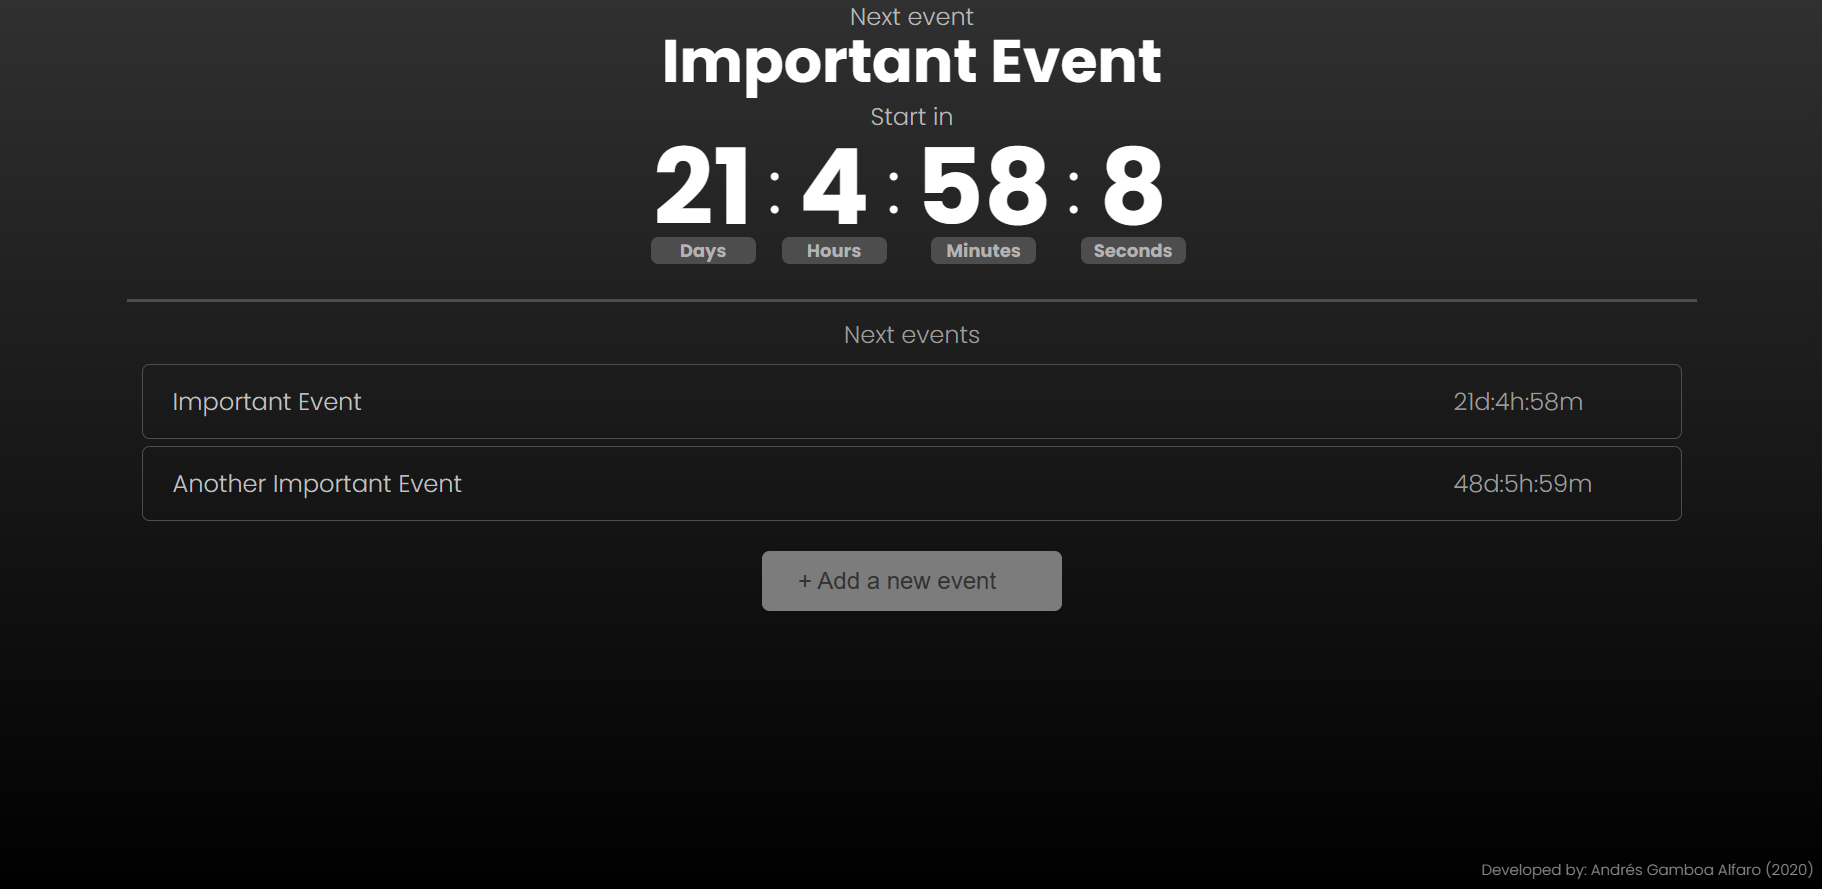 Next event
Important Event
Start in
21 : 4 : 58 : 8
Days Hours Minutes Seconds
Next events
Important Event 21d:4h:58m
Another Important Event 48d:5h:59m
+ Add a new event
Developed by: Andrés Gamboa Alfaro (2020)